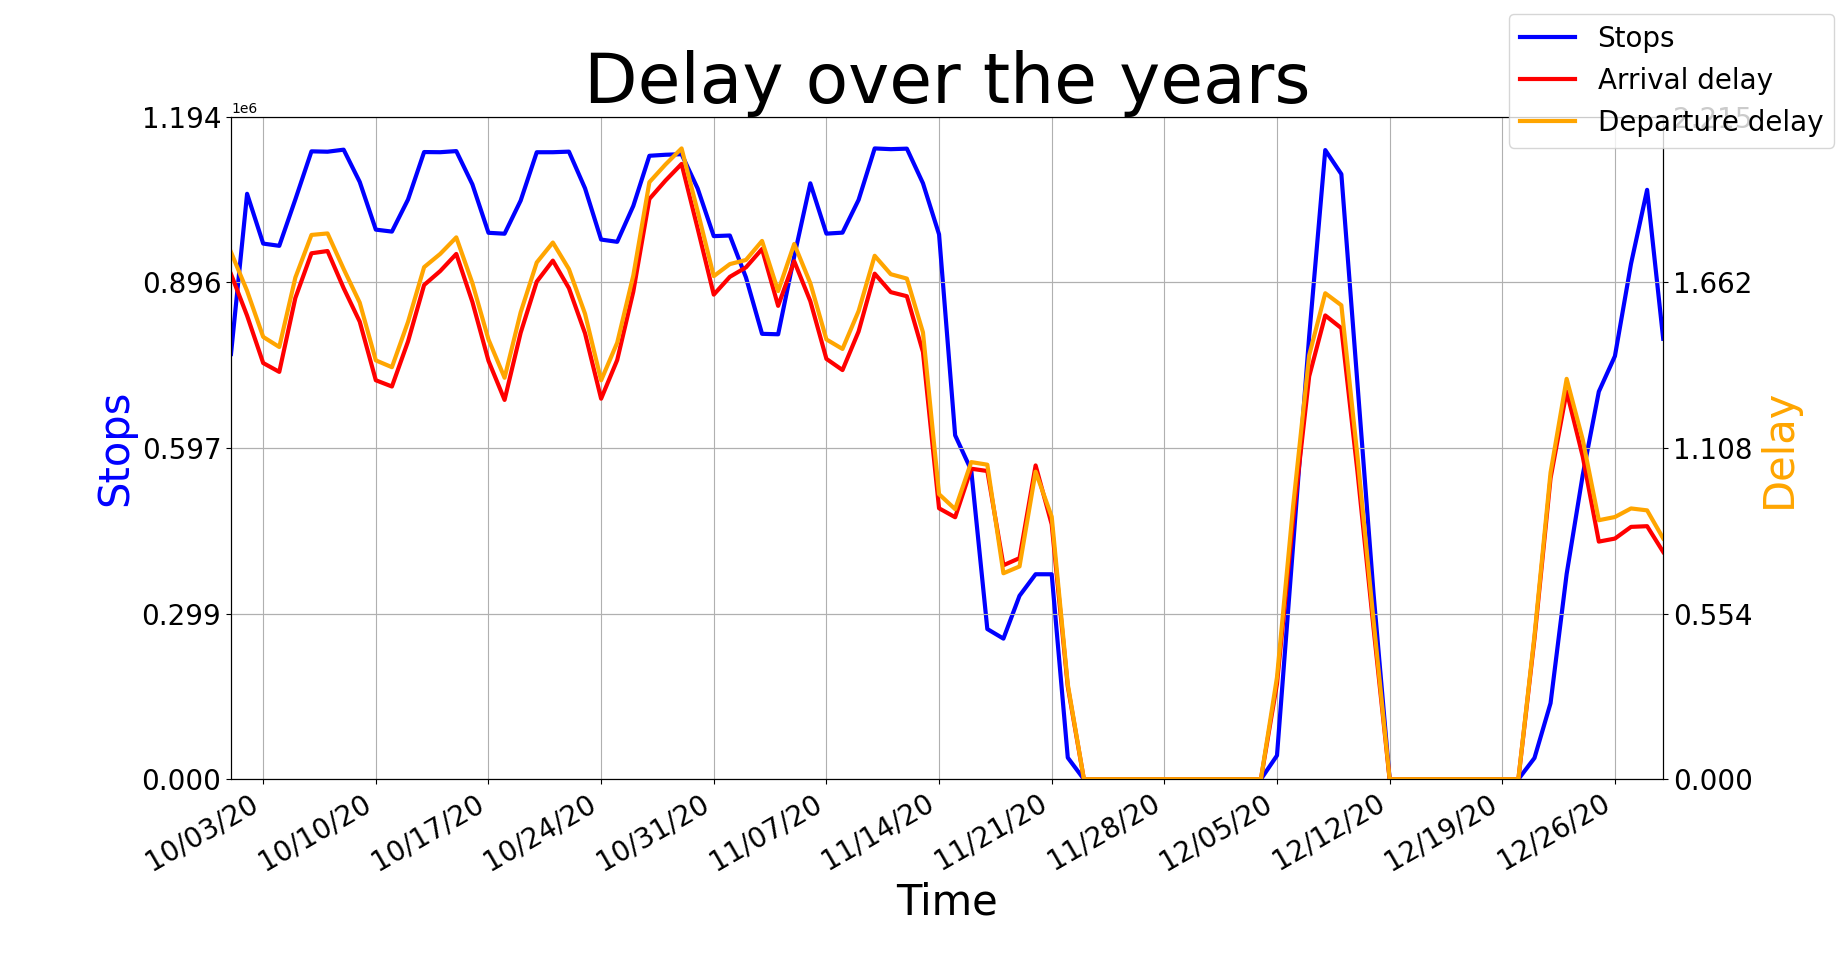 Delay over the years
Stops
Arrival delay
Departure delay
1e6
1.194
0.896
0.597
0.299
0.000
Stops
2.215
1.662
1.108
0.554
0.000
Delay
10/03/20
10/10/20
10/17/20
10/24/20
10/31/20
11/07/20
11/14/20
11/21/20
11/28/20
12/05/20
12/12/20
12/19/20
12/26/20
Time